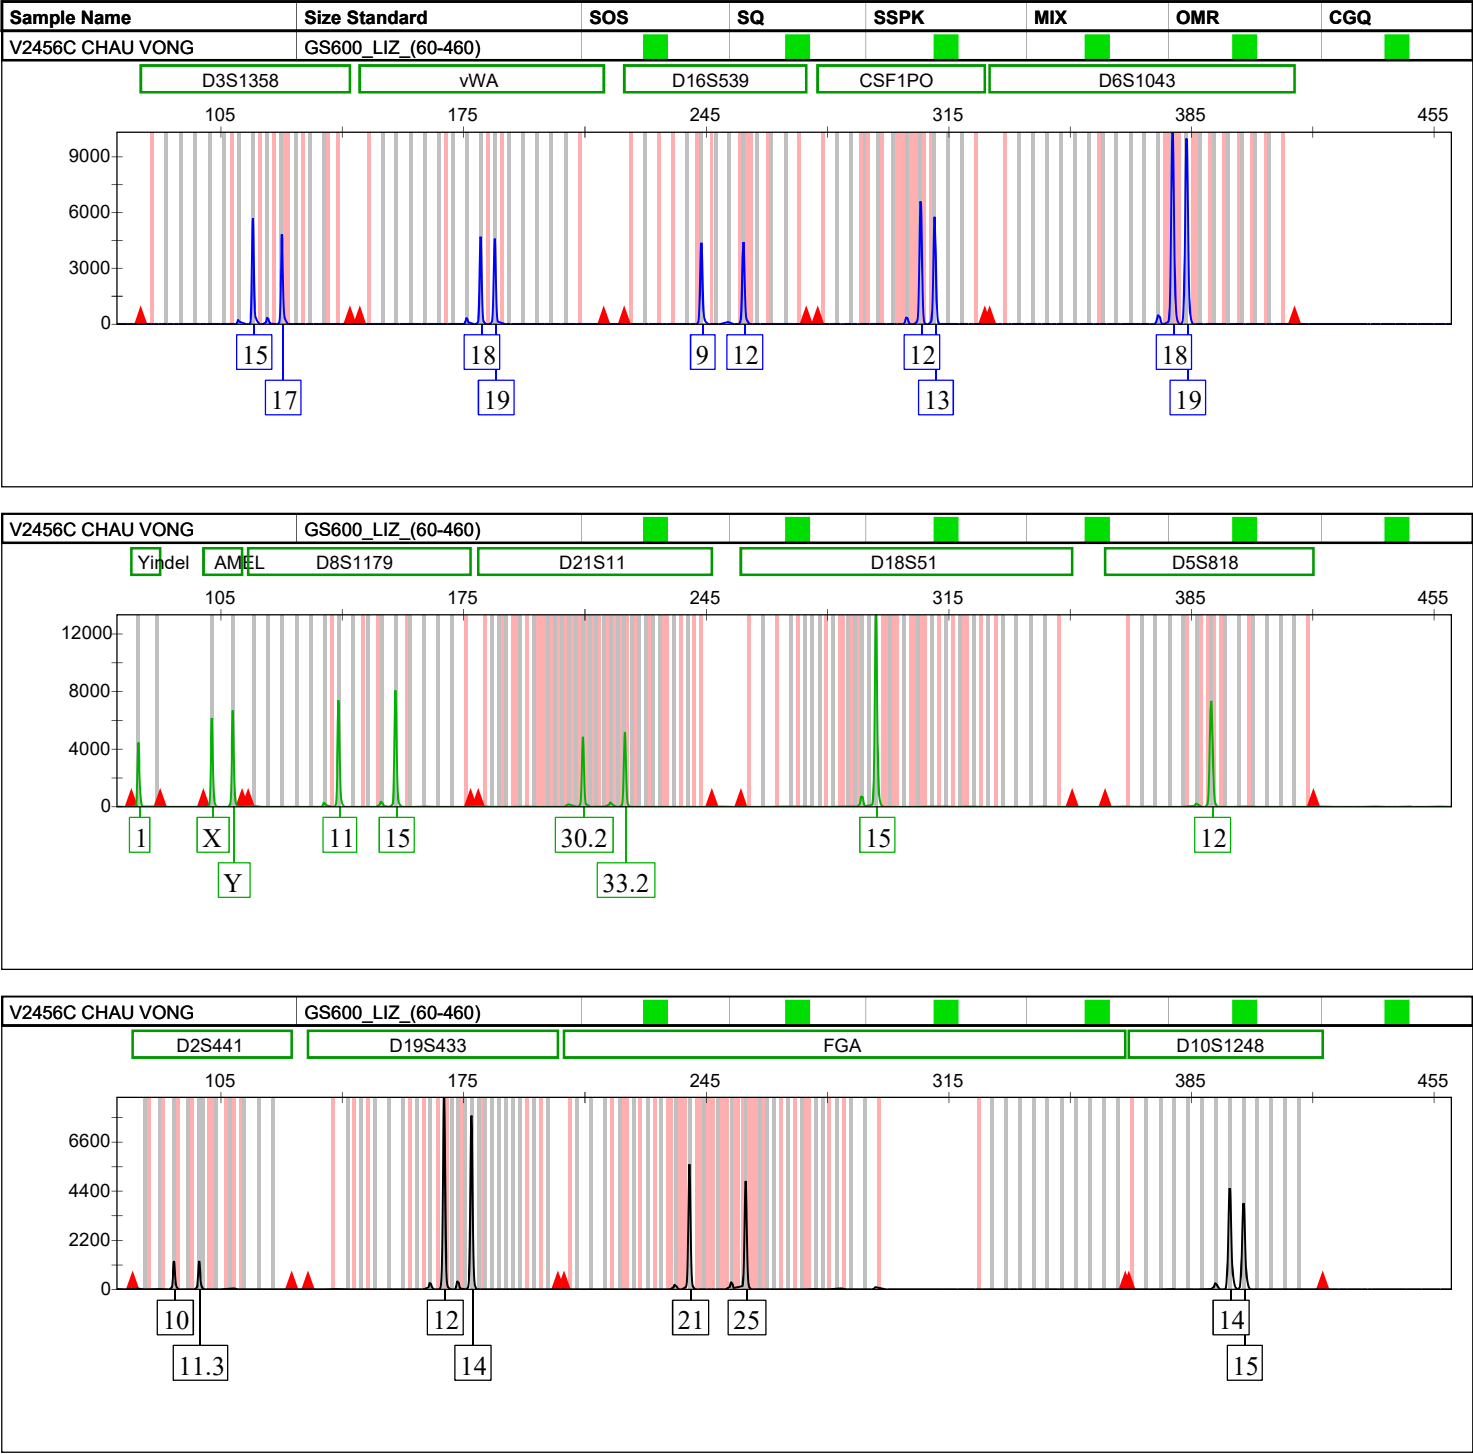 Sample Name Size Standard SOS SQ SSPK MIX OMR CGQ
V2456C CHAU VONG GS600_LIZ_(60-460)
D3S1358 vWA D16S539 CSF1PO D6S1043
105 175 245 315 385 455
9000
6000
3000
0
15 18 9 12 12 18
17 19 13 19
V2456C CHAU VONG GS600_LIZ_(60-460)
Yindel AMEL D8S1179 D21S11 D18S51 D5S818
105 175 245 315 385 455
12000
8000
4000
0
1 X 11 15 30.2 15 12
Y 33.2
V2456C CHAU VONG GS600_LIZ_(60-460)
D2S441 D19S433 FGA D10S1248
105 175 245 315 385 455
6600
4400
2200
0
10 12 21 25 14
11.3 14 15